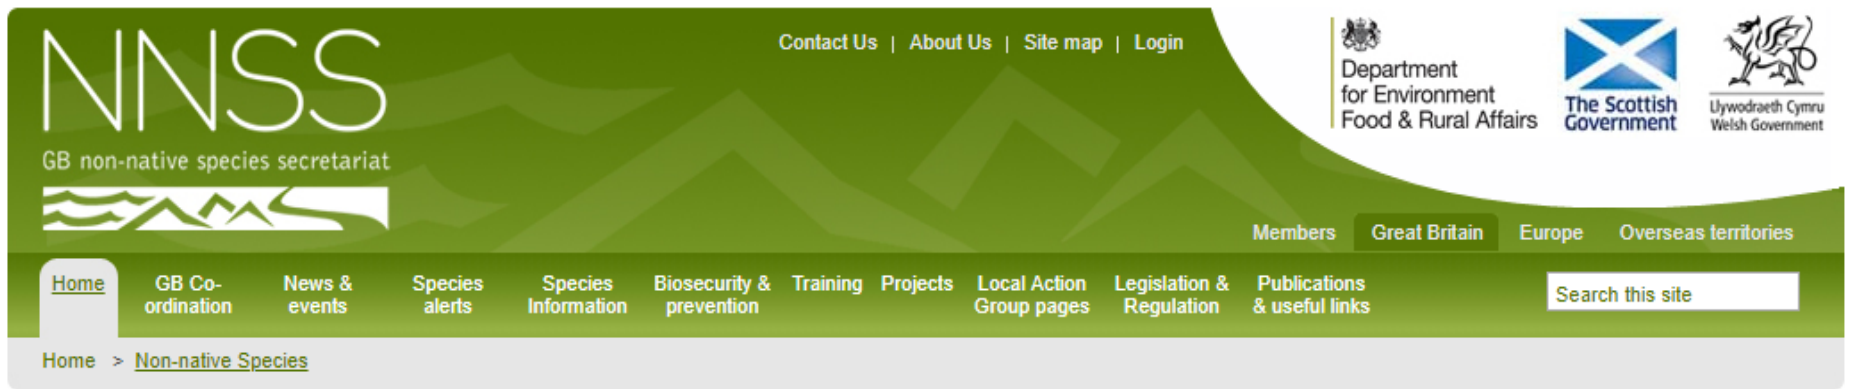 NNSS
GB non-native species secretariat
Contact Us | About Us | Site map | Login
Department
for Environment
Food & Rural Affairs
The Scottish
Government
Llywodraeth Cymru
Welsh Government
Members Great Britain Europe Overseas territories
Home
GB Co-
ordination
News &
events
Species
alerts
Species
Information
Biosecurity &
prevention
Training
Projects
Local Action
Group pages
Legislation &
Regulation
Publications
& useful links
Search this site
Home > Non-native Species